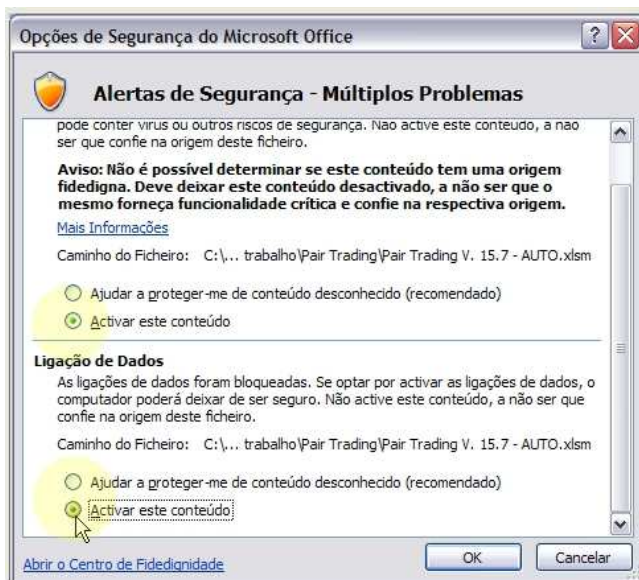 Opções de Segurança do Microsoft Office
Alertas de Segurança - Múltiplos Problemas
pode conter vírus ou outros riscos de segurança. Não active este conteúdo, a não
ser que confie na origem deste ficheiro.
Aviso: Não é possível determinar se este conteúdo tem uma origem
fidedigna. Deve deixar este conteúdo desactivado, a não ser que o
mesmo forneça funcionalidade crítica e confie na respectiva origem.
Mais Informações
Caminho do Ficheiro: C:\... trabalho\Pair Trading\Pair Trading V. 15.7 - AUTO.xlsm
Ajudar a proteger-me de conteúdo desconhecido (recomendado)
Activar este conteúdo
Ligação de Dados
As ligações de dados foram bloqueadas. Se optar por activar as ligações de dados, o
computador poderá deixar de ser seguro. Não active este conteúdo, a não ser que
confie na origem deste ficheiro.
Caminho do Ficheiro: C:\... trabalho\Pair Trading\Pair Trading V. 15.7 - AUTO.xlsm
Ajudar a proteger-me de conteúdo desconhecido (recomendado)
Activar este conteúdo
Abrir o Centro de Fidedignidade
OK
Cancelar